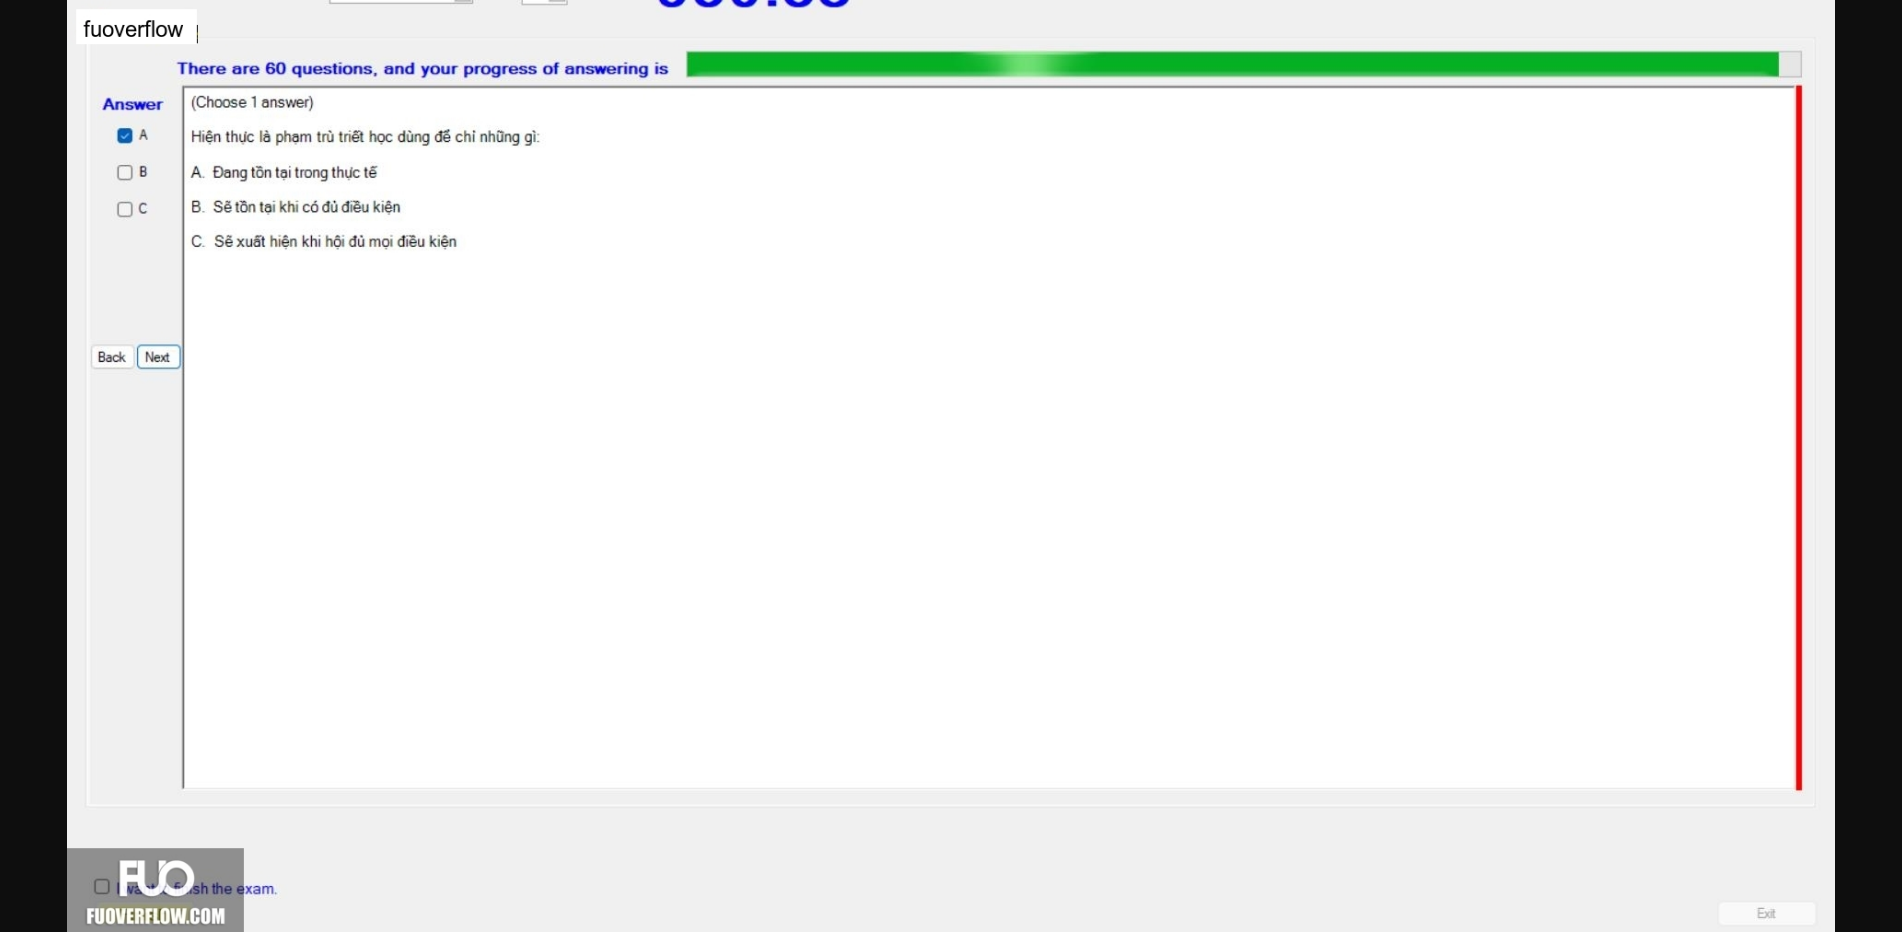 fuoverflow
There are 60 questions, and your progress of answering is
Answer
(Choose 1 answer)
A
Hiện thực là phạm trù triết học dùng để chỉ những gì:
B
A. Đang tồn tại trong thực tế
C
B. Sẽ tồn tại khi có đủ điều kiện
C. Sẽ xuất hiện khi hội đủ mọi điều kiện
Back Next
FUO
the exam.
FUOVERFLOW.COM
Exit